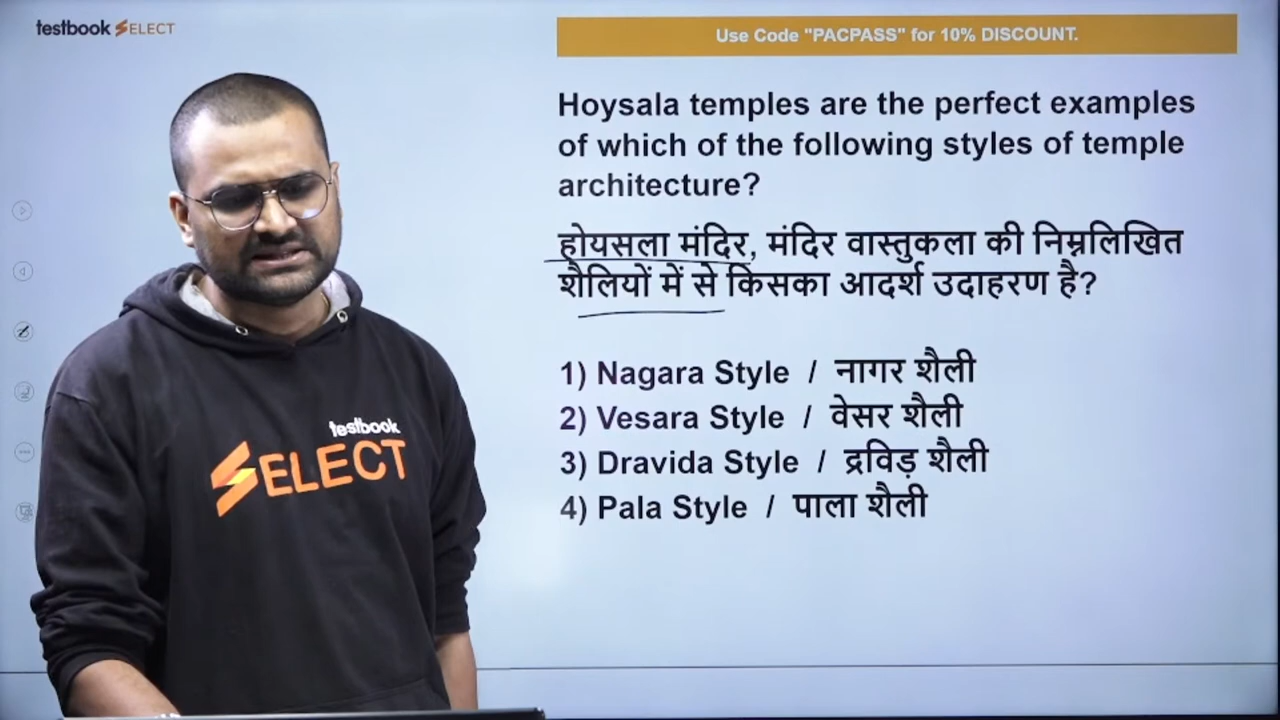 testbook SELECT
Use Code "PACPASS" for 10% DISCOUNT.
Hoysala temples are the perfect examples
of which of the following styles of temple
architecture?
होयसला मंदिर, मंदिर वास्तुकला की निम्नलिखित
शैलियों में से किसका आदर्श उदाहरण है?
1) Nagara Style / नागर शैली
2) Vesara Style / वेसर शैली
3) Dravida Style / द्रविड़ शैली
4) Pala Style / पाला शैली
testbook
SELECT